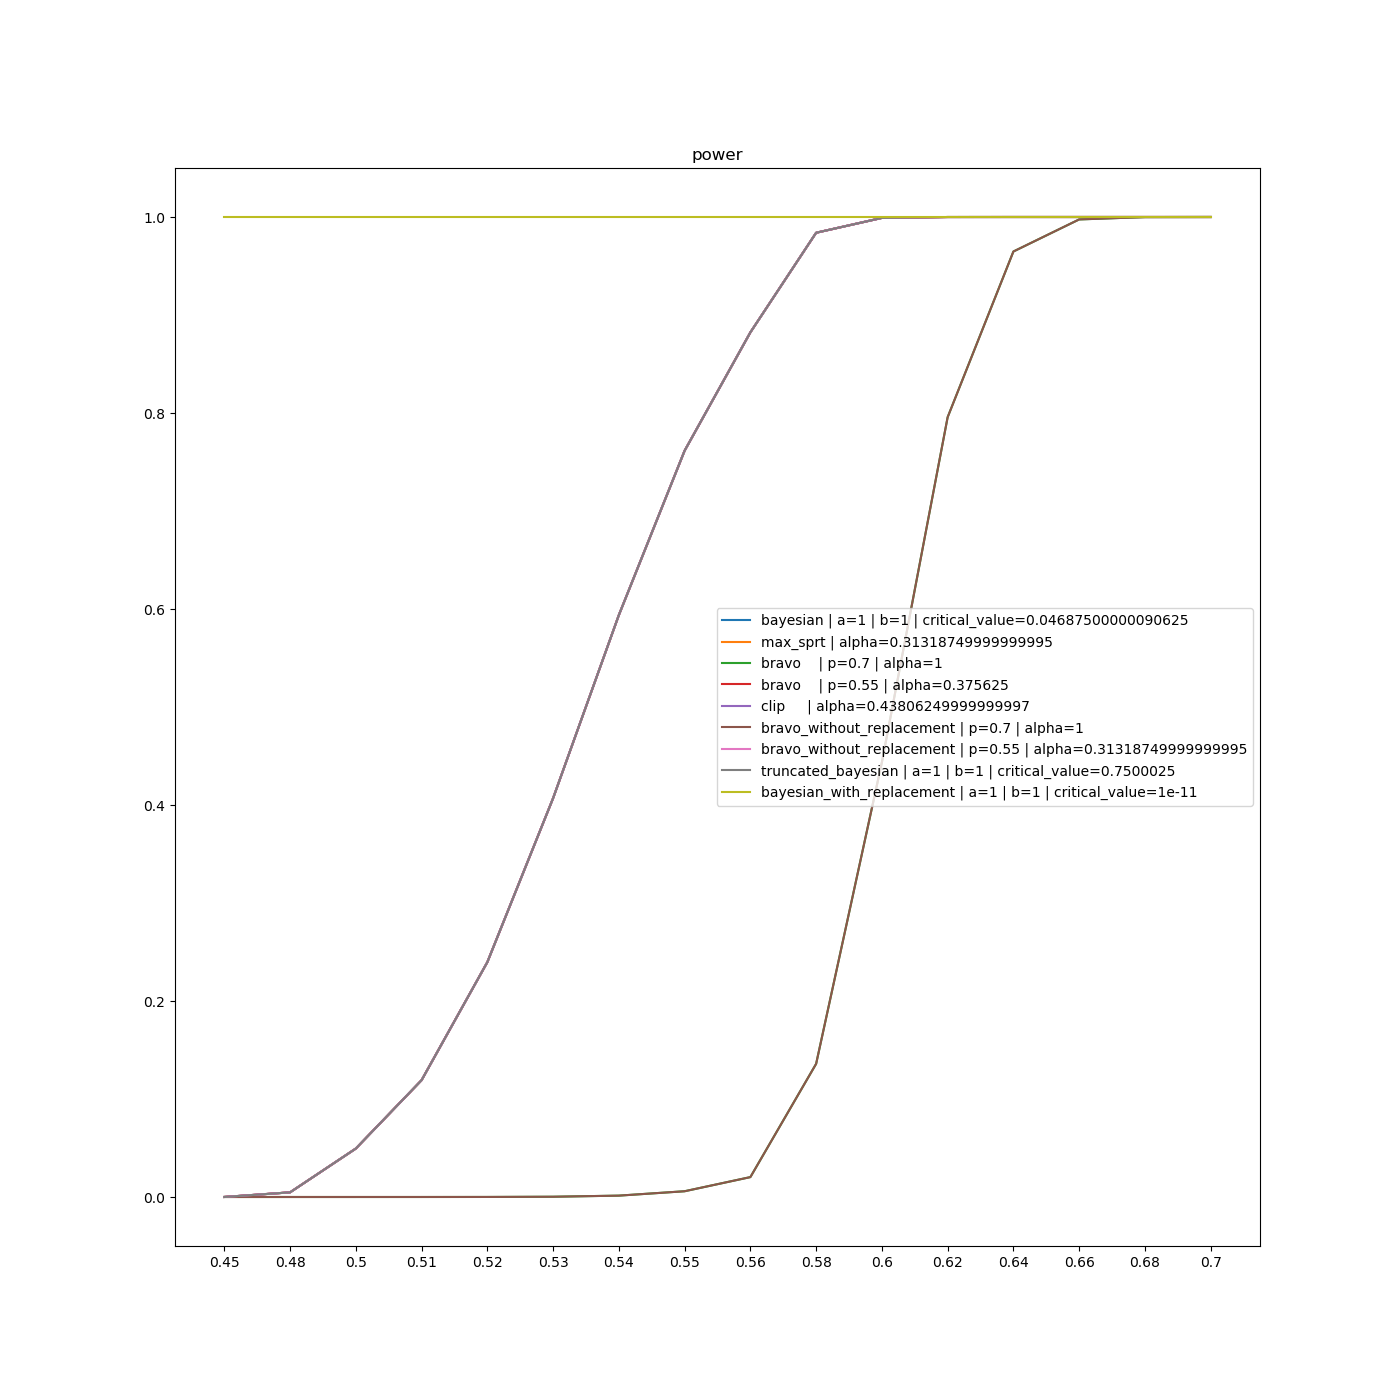 power
1.0
0.8
0.6
0.4
0.2
0.0
bayesian | a=1 | b=1 | critical_value=0.04687500000090625
max_sprt | alpha=0.31318749999999995
bravo    | p=0.7 | alpha=1
bravo    | p=0.55 | alpha=0.375625
clip     | alpha=0.43806249999999997
bravo_without_replacement | p=0.7 | alpha=1
bravo_without_replacement | p=0.55 | alpha=0.31318749999999995
truncated_bayesian | a=1 | b=1 | critical_value=0.7500025
bayesian_with_replacement | a=1 | b=1 | critical_value=1e-11
0.45 0.48 0.5 0.51 0.52 0.53 0.54 0.55 0.56 0.58 0.6 0.62 0.64 0.66 0.68 0.7